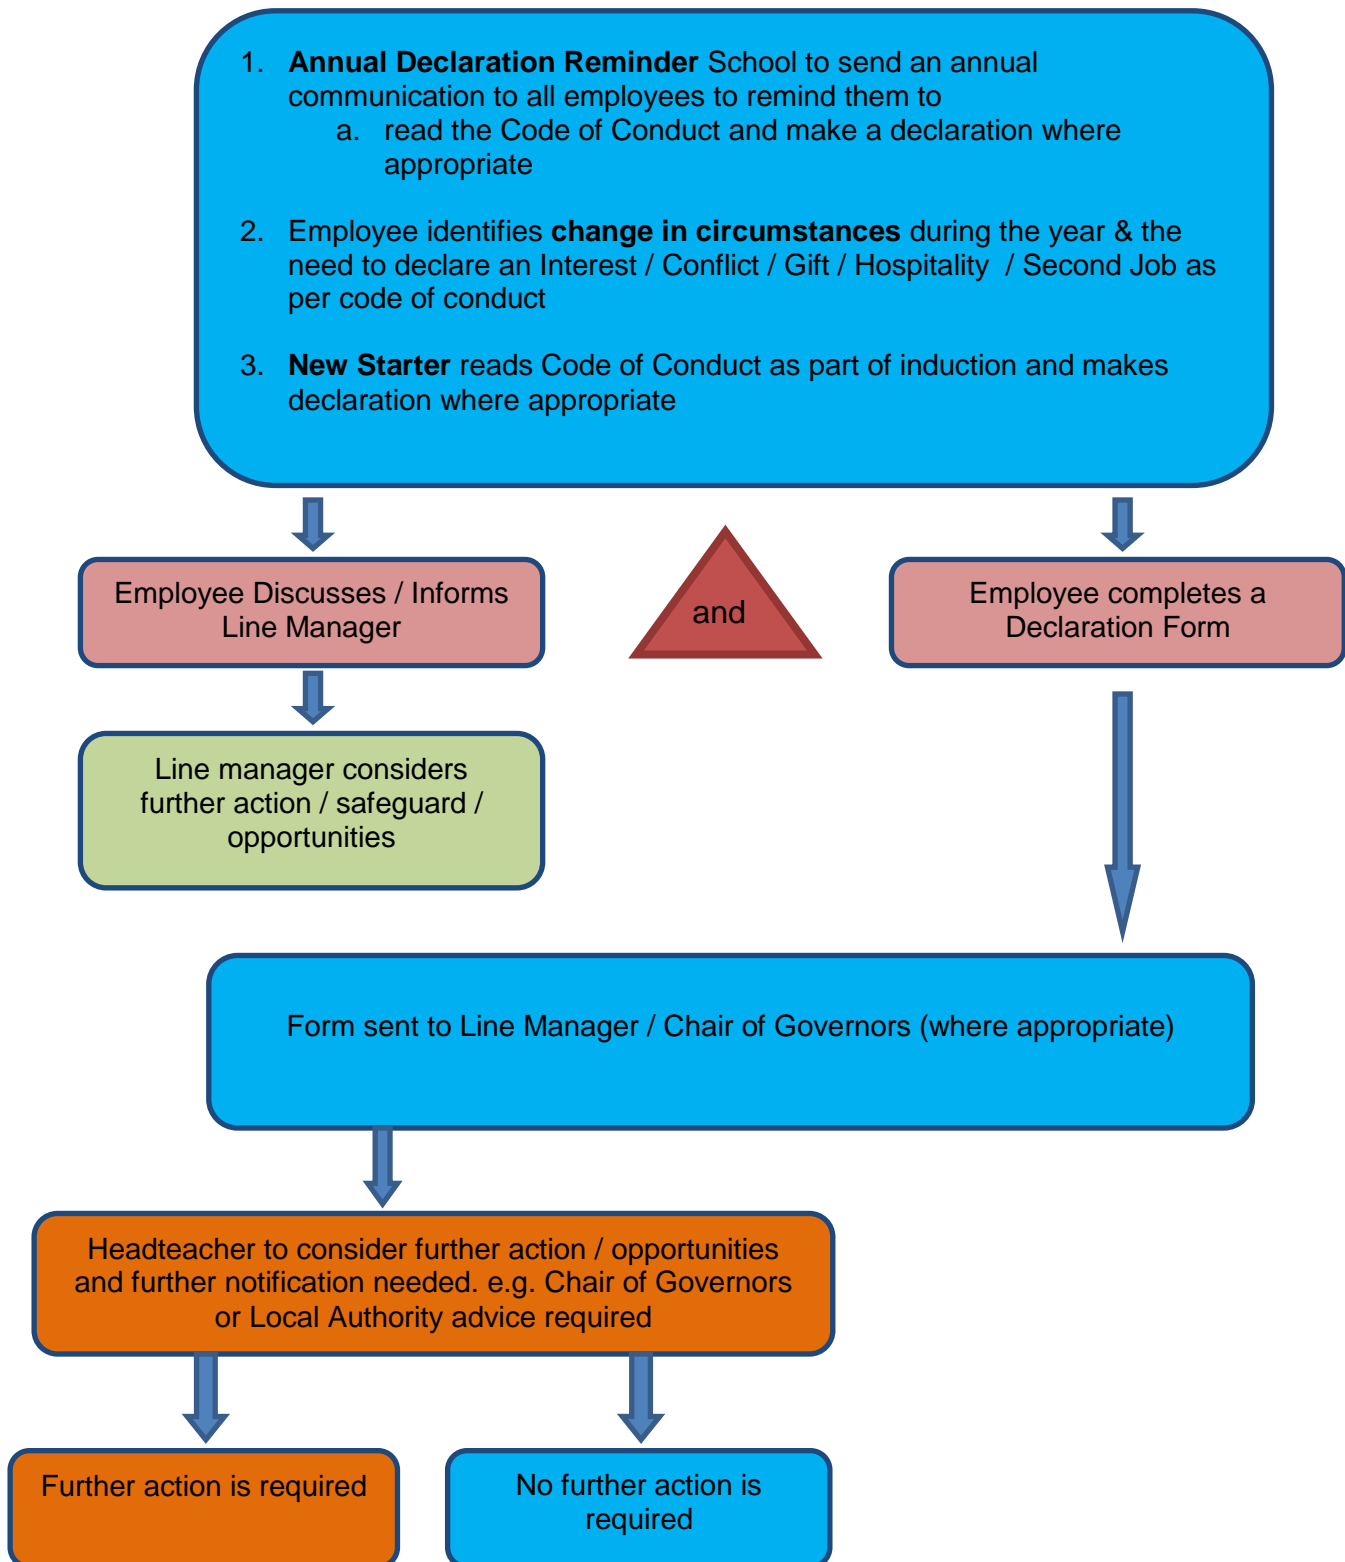 1. Annual Declaration Reminder School to send an annual
communication to all employees to remind them to
a. read the Code of Conduct and make a declaration where
appropriate
2. Employee identifies change in circumstances during the year & the
need to declare an Interest / Conflict / Gift / Hospitality / Second Job as
per code of conduct
3. New Starter reads Code of Conduct as part of induction and makes
declaration where appropriate
Employee Discusses / Informs
Line Manager
and
Employee completes a
Declaration Form
Line manager considers
further action / safeguard /
opportunities
Form sent to Line Manager / Chair of Governors (where appropriate)
Headteacher to consider further action / opportunities
and further notification needed. e.g. Chair of Governors
or Local Authority advice required
Further action is required
No further action is
required